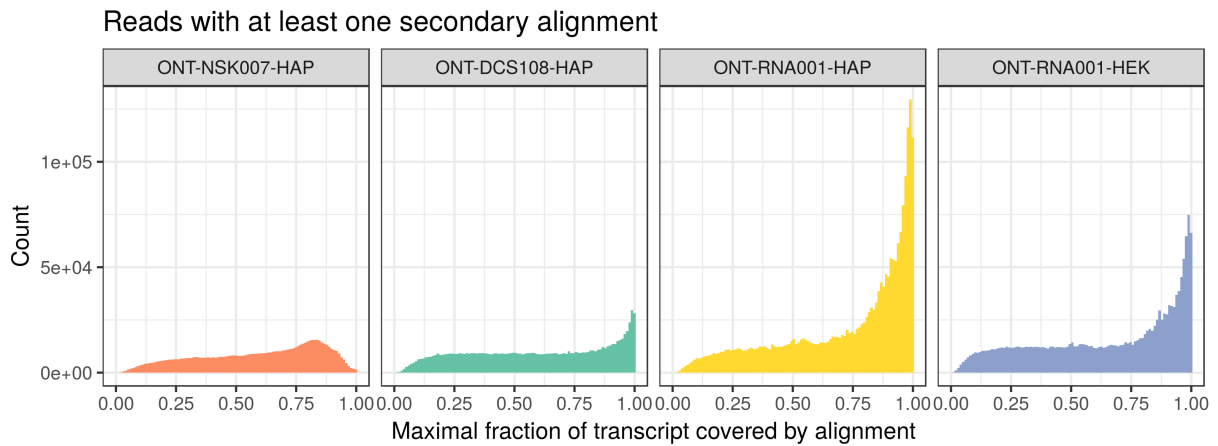 Reads with at least one secondary alignment
ONT-NSK007-HAP ONT-DCS108-HAP ONT-RNA001-HAP ONT-RNA001-HEK
1e+05
5e+04
0e+00
Count
0.00 0.25 0.50 0.75 1.00 0.00 0.25 0.50 0.75 1.00 0.00 0.25 0.50 0.75 1.00 0.00 0.25 0.50 0.75 1.00
Maximal fraction of transcript covered by alignment